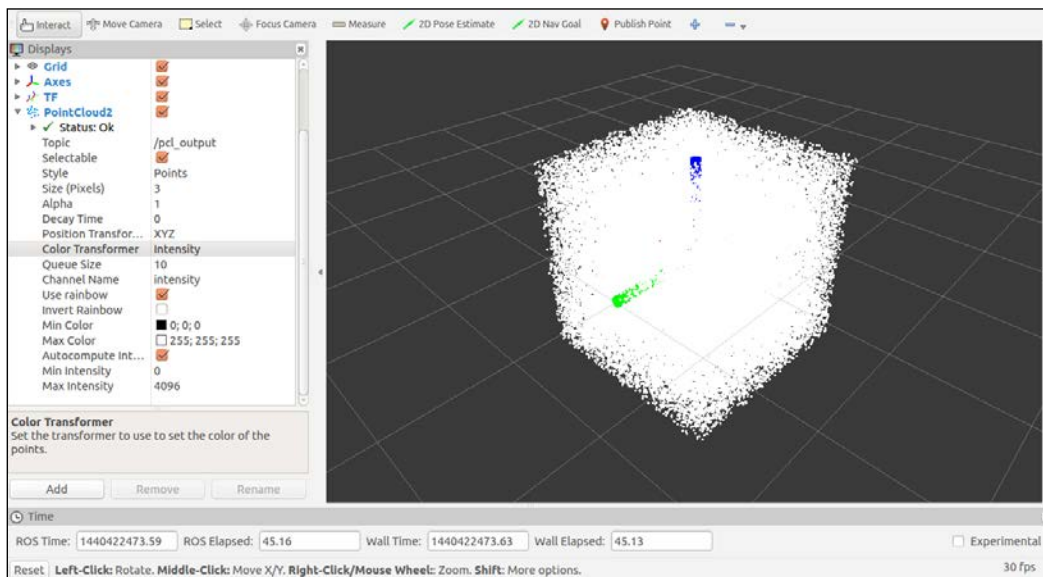 Interact Move Camera Select Focus Camera Measure 2D Pose Estimate 2D Nav Goal Publish Point
Displays
Grid
Axes
TF
PointCloud2
Status: Ok
Topic /pcl_output
Selectable
Style Points
Size (Pixels) 3
Alpha 1
Decay Time 0
Position Transfor... XYZ
Color Transformer Intensity
Queue Size 10
Channel Name intensity
Use rainbow
Invert Rainbow
Min Color 0; 0; 0
Max Color 255; 255; 255
Autocompute Int...
Min Intensity 0
Max Intensity 4096
Color Transformer
Set the transformer to use to set the color of the
points.
Add Remove Rename
Time
ROS Time: 1440422473.59 ROS Elapsed: 45.16 Wall Time: 1440422473.63 Wall Elapsed: 45.13 Experimental
Reset Left-Click: Rotate. Middle-Click: Move X/Y. Right-Click/Mouse Wheel: Zoom. Shift: More options. 30 fps